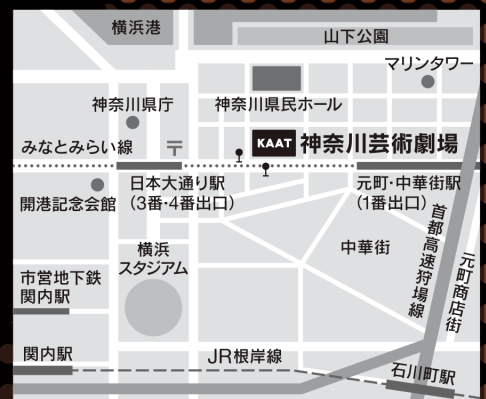 横浜港
山下公園
マリンタワー
神奈川県庁
神奈川県民ホール
みなとみらい線
〒
KAAT 神奈川芸術劇場
開港記念会館
日本大通り駅
(3番・4番出口)
元町・中華街駅
(1番出口)
首都高速狩場線
元町商店街
中華街
横浜
スタジアム
市営地下鉄
関内駅
関内駅
JR根岸線
石川町駅